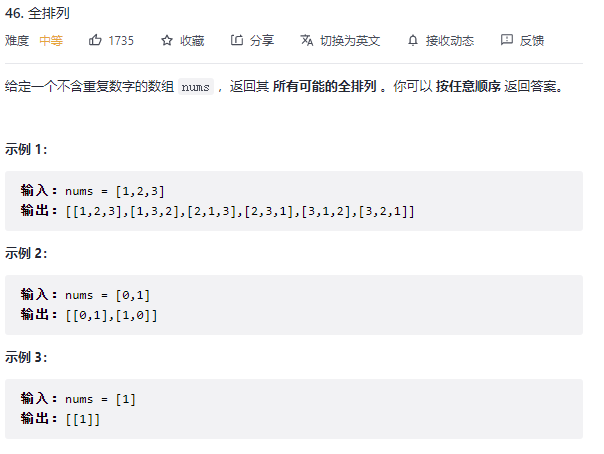 46. 全排列
难度 中等 1735 收藏 分享 切换为英文 接收动态 反馈
给定一个不含重复数字的数组 nums ，返回其 所有可能的全排列 。你可以 按任意顺序 返回答案。
示例 1：
输入：nums = [1,2,3]
输出：[[1,2,3],[1,3,2],[2,1,3],[2,3,1],[3,1,2],[3,2,1]]
示例 2：
输入：nums = [0,1]
输出：[[0,1],[1,0]]
示例 3：
输入：nums = [1]
输出：[[1]]